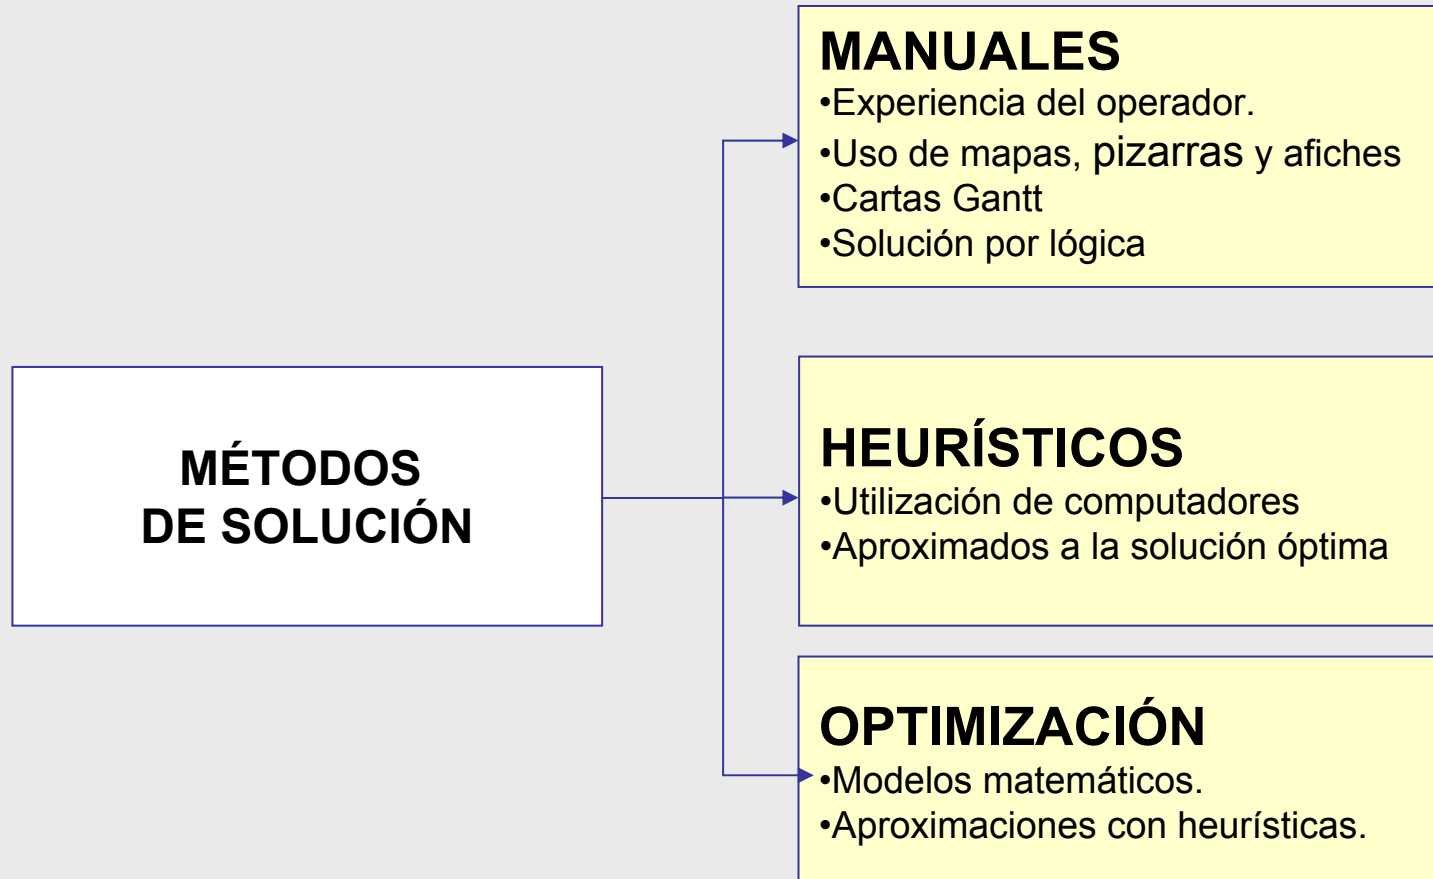 MANUALES
•Experiencia del operador.
•Uso de mapas, pizarras y afiches
•Cartas Gantt
•Solución por lógica
MÉTODOS
DE SOLUCIÓN
HEURÍSTICOS
•Utilización de computadores
•Aproximados a la solución óptima
OPTIMIZACIÓN
•Modelos matemáticos.
•Aproximaciones con heurísticas.